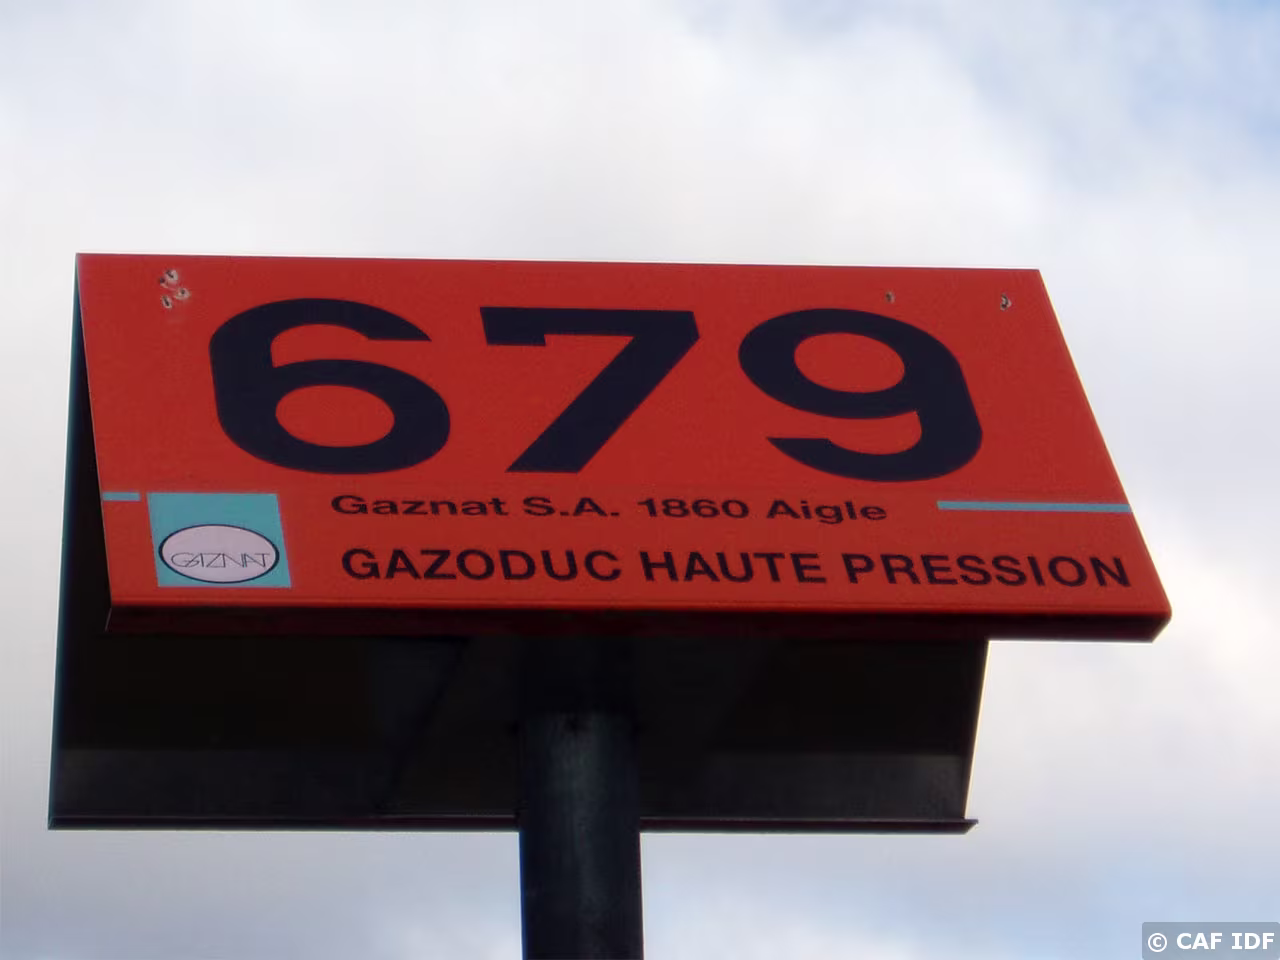 679
Gaznat S.A. 1860 Aigle
GAZNAT
GAZODUC HAUTE PRESSION
© CAF IDF